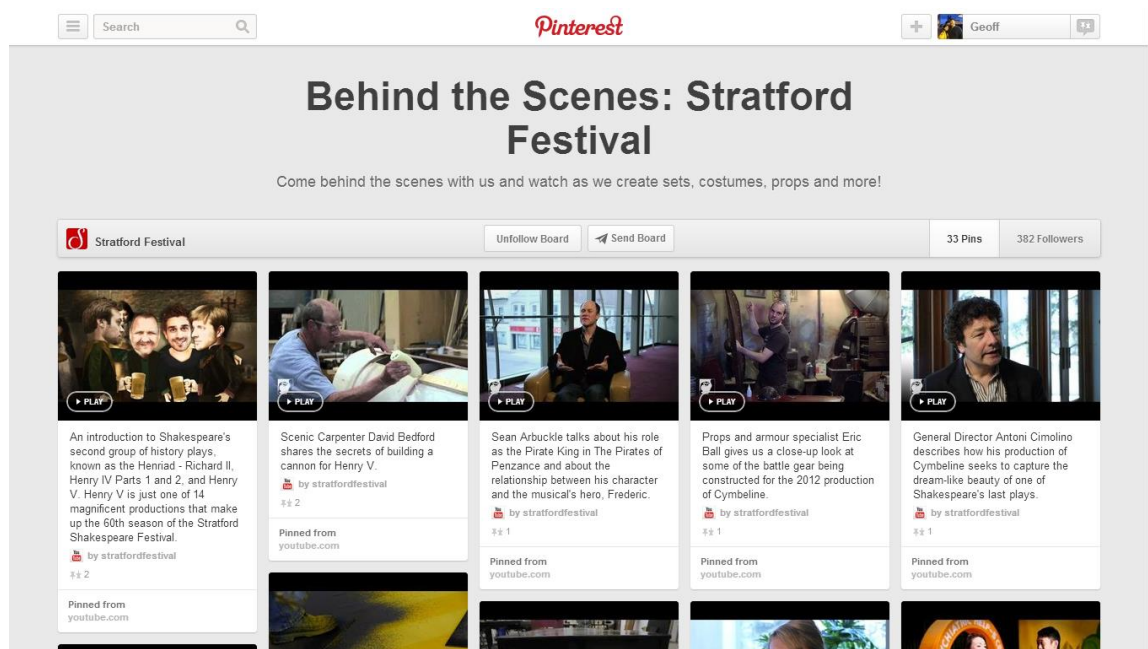 Search
Pinterest
Geoff
Behind the Scenes: Stratford
Festival
Come behind the scenes with us and watch as we create sets, costumes, props and more!
Stratford Festival
Unfollow Board
Send Board
33 Pins
382 Followers
PLAY
An introduction to Shakespeare's
second group of history plays,
known as the Henriad - Richard II,
Henry IV Parts 1 and 2, and Henry
V. Henry V is just one of 14
magnificent productions that make
up the 60th season of the Stratford
Shakespeare Festival.
You Tube by stratfordfestival
2
Pinned from
youtube.com
PLAY
Scenic Carpenter David Bedford
shares the secrets of building a
cannon for Henry V.
You Tube by stratfordfestival
2
Pinned from
youtube.com
PLAY
Sean Arbuckle talks about his role
as the Pirate King in The Pirates of
Penzance and about the
relationship between his character
and the musical's hero, Frederic.
You Tube by stratfordfestival
1
Pinned from
youtube.com
PLAY
Props and armour specialist Eric
Ball gives us a close-up look at
some of the battle gear being
constructed for the 2012 production
of Cymbeline.
You Tube by stratfordfestival
1
Pinned from
youtube.com
PLAY
General Director Antoni Cimolino
describes how his production of
Cymbeline seeks to capture the
dream-like beauty of one of
Shakespeare's last plays.
You Tube by stratfordfestival
1
Pinned from
youtube.com